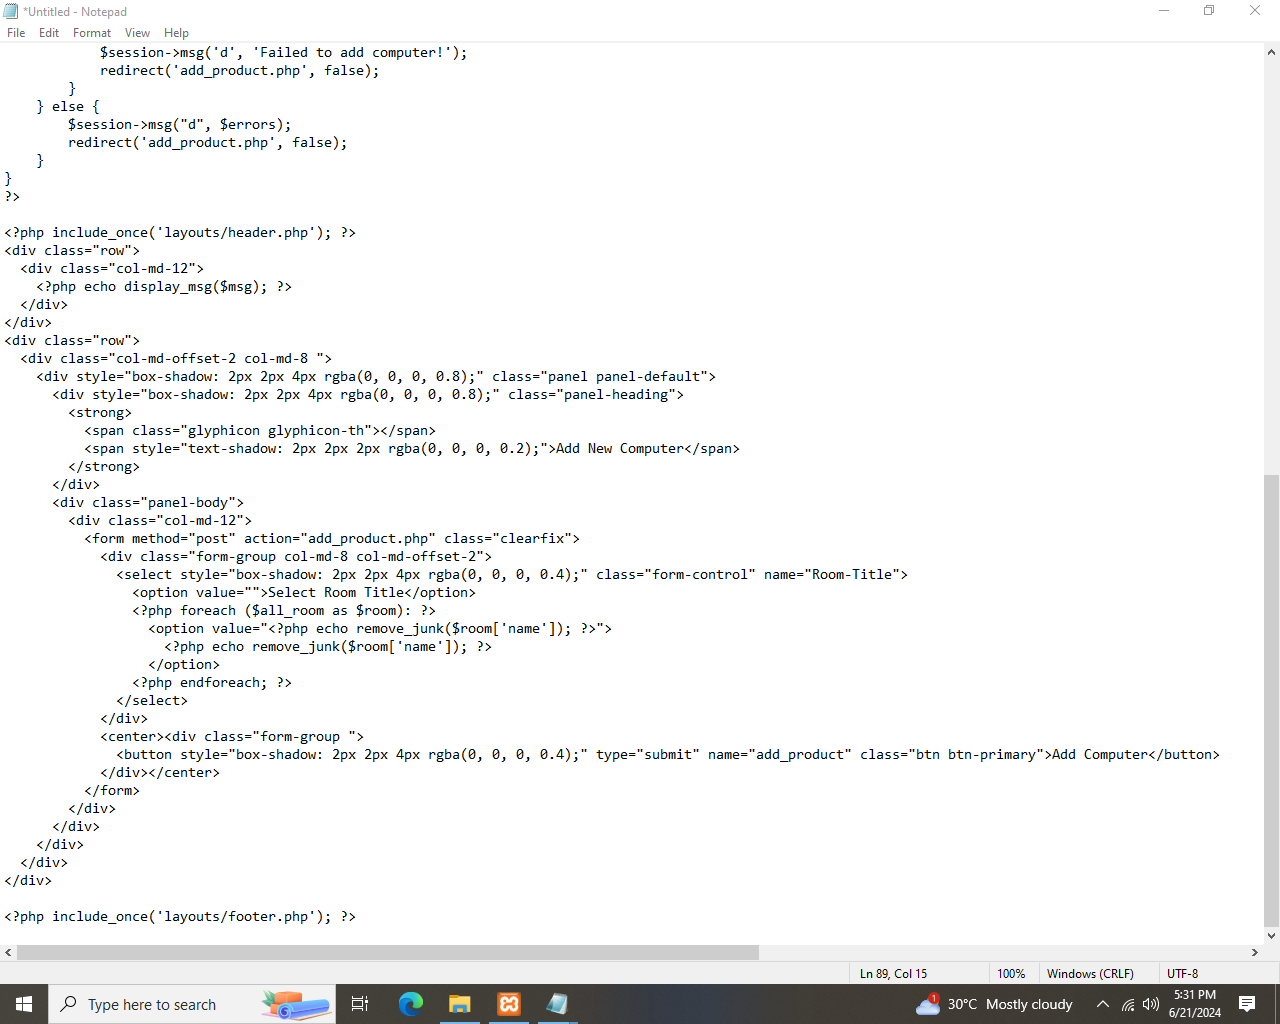 *Untitled - Notepad
File Edit Format View Help
            $session->msg('d', 'Failed to add computer!');
            redirect('add_product.php', false);
        }
    } else {
        $session->msg("d", $errors);
        redirect('add_product.php', false);
    }
}
?>

<?php include_once('layouts/header.php'); ?>
<div class="row">
  <div class="col-md-12">
    <?php echo display_msg($msg); ?>
  </div>
</div>
<div class="row">
  <div class="col-md-offset-2 col-md-8 ">
    <div style="box-shadow: 2px 2px 4px rgba(0, 0, 0, 0.8);" class="panel panel-default">
      <div style="box-shadow: 2px 2px 4px rgba(0, 0, 0, 0.8);" class="panel-heading">
        <strong>
          <span class="glyphicon glyphicon-th"></span>
          <span style="text-shadow: 2px 2px 2px rgba(0, 0, 0, 0.2);">Add New Computer</span>
        </strong>
      </div>
      <div class="panel-body">
        <div class="col-md-12">
          <form method="post" action="add_product.php" class="clearfix">
            <div class="form-group col-md-8 col-md-offset-2">
              <select style="box-shadow: 2px 2px 4px rgba(0, 0, 0, 0.4);" class="form-control" name="Room-Title">
                <option value="">Select Room Title</option>
                <?php foreach ($all_room as $room): ?>
                  <option value="<?php echo remove_junk($room['name']); ?>">
                    <?php echo remove_junk($room['name']); ?>
                  </option>
                <?php endforeach; ?>
              </select>
            </div>
            <center><div class="form-group ">
              <button style="box-shadow: 2px 2px 4px rgba(0, 0, 0, 0.4);" type="submit" name="add_product" class="btn btn-primary">Add Computer</button>
            </div></center>
          </form>
        </div>
      </div>
    </div>
  </div>
</div>

<?php include_once('layouts/footer.php'); ?>
Ln 89, Col 15 100% Windows (CRLF) UTF-8
Type here to search 1 30°C Mostly cloudy 5:31 PM
6/21/2024